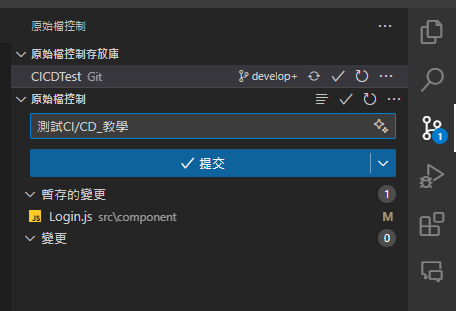 原始檔控制
原始檔控制存放庫
CICDTest Git develop+
原始檔控制
測試CI/CD_教學
提交
暫存的變更 1
JS Login.js src\component M
變更 0
1